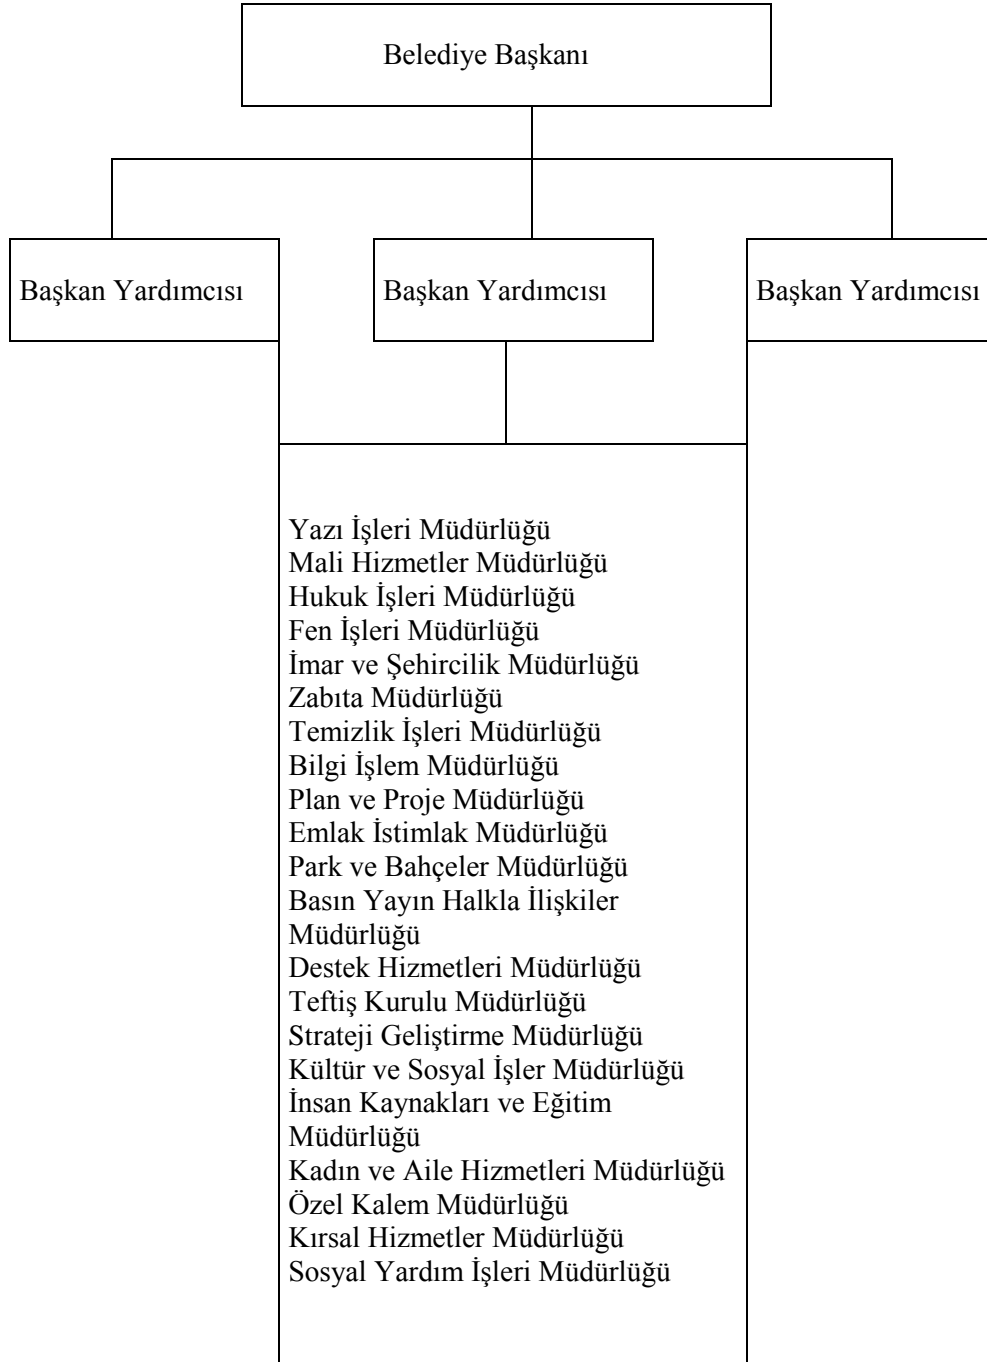 Belediye Başkanı
Başkan Yardımcısı
Başkan Yardımcısı
Başkan Yardımcısı
Yazı İşleri Müdürlüğü
Mali Hizmetler Müdürlüğü
Hukuk İşleri Müdürlüğü
Fen İşleri Müdürlüğü
İmar ve Şehircilik Müdürlüğü
Zabıta Müdürlüğü
Temizlik İşleri Müdürlüğü
Bilgi İşlem Müdürlüğü
Plan ve Proje Müdürlüğü
Emlak İstimlak Müdürlüğü
Park ve Bahçeler Müdürlüğü
Basın Yayın Halkla İlişkiler
Müdürlüğü
Destek Hizmetleri Müdürlüğü
Teftiş Kurulu Müdürlüğü
Strateji Geliştirme Müdürlüğü
Kültür ve Sosyal İşler Müdürlüğü
İnsan Kaynakları ve Eğitim
Müdürlüğü
Kadın ve Aile Hizmetleri Müdürlüğü
Özel Kalem Müdürlüğü
Kırsal Hizmetler Müdürlüğü
Sosyal Yardım İşleri Müdürlüğü